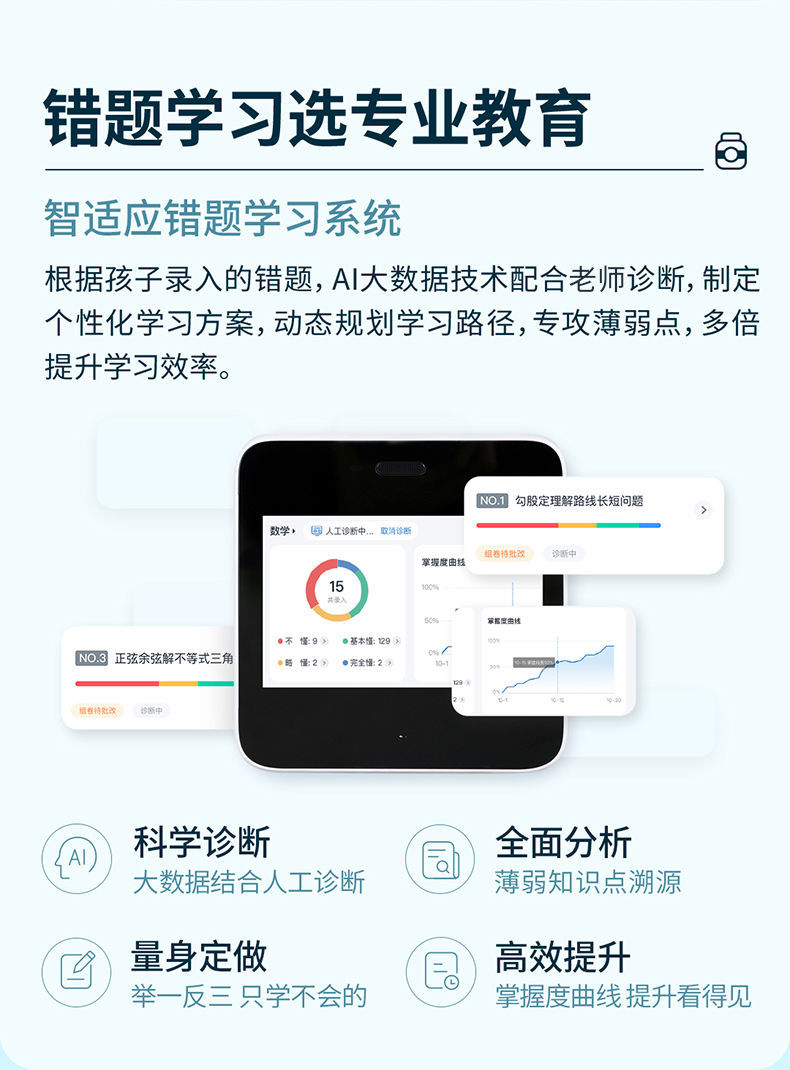 错题学习选专业教育
智适应错题学习系统
根据孩子录入的错题，AI大数据技术配合老师诊断，制定
个性化学习方案，动态规划学习路径，专攻薄弱点，多倍
提升学习效率。
NO.1 勾股定理解路线长短问题
组卷待批改 诊断中
数学 人工诊断中... 取消诊断
15
共录入
不 懂: 9 基本懂: 129
略 懂: 2 完全懂: 2
掌握度曲线
100%
50%
0%
10-1
掌握度曲线
100%
50%
0%
10-1 10-15 10-30
129
2
NO.3 正弦余弦解不等式三角
组卷待批改 诊断中
AI
科学诊断
大数据结合人工诊断
全面分析
薄弱知识点溯源
量身定做
举一反三 只学不会的
高效提升
掌握度曲线 提升看得见